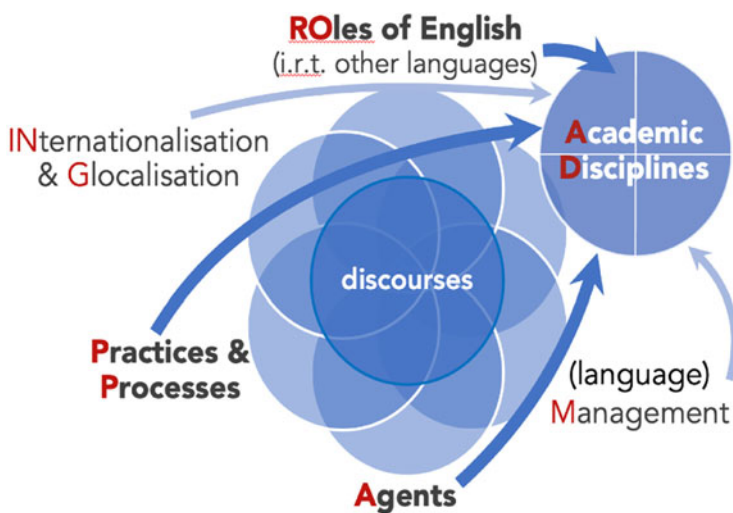 ROles of English
(i.r.t. other languages)
INternationalisation
& Glocalisation
Academic
Disciplines
discourses
Practices &
Processes
(language)
Management
Agents